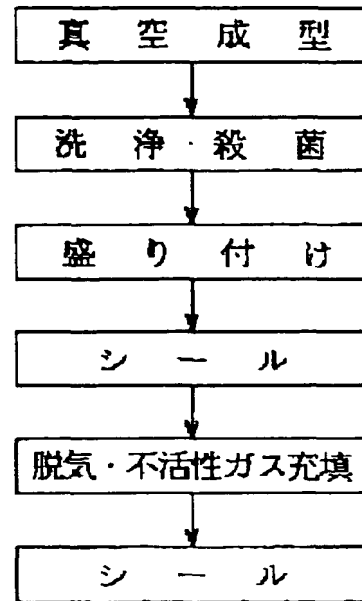 真空成型
洗浄・殺菌
盛り付け
シール
脱気・不活性ガス充填
シール